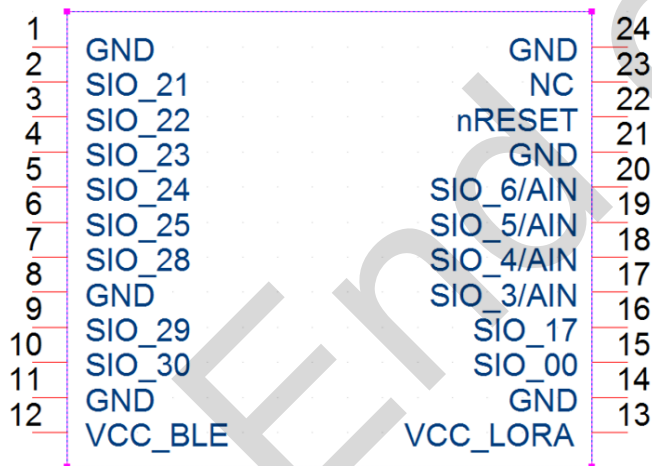 1 GND GND 24
2 SIO_21 NC 23
3 SIO_22 nRESET 22
4 SIO_23 GND 21
5 SIO_24 SIO_6/AIN 20
6 SIO_25 SIO_5/AIN 19
7 SIO_28 SIO_4/AIN 18
8 GND SIO_3/AIN 17
9 SIO_29 SIO_17 16
10 SIO_30 SIO_00 15
11 GND GND 14
12 VCC_BLE VCC_LORA 13
End